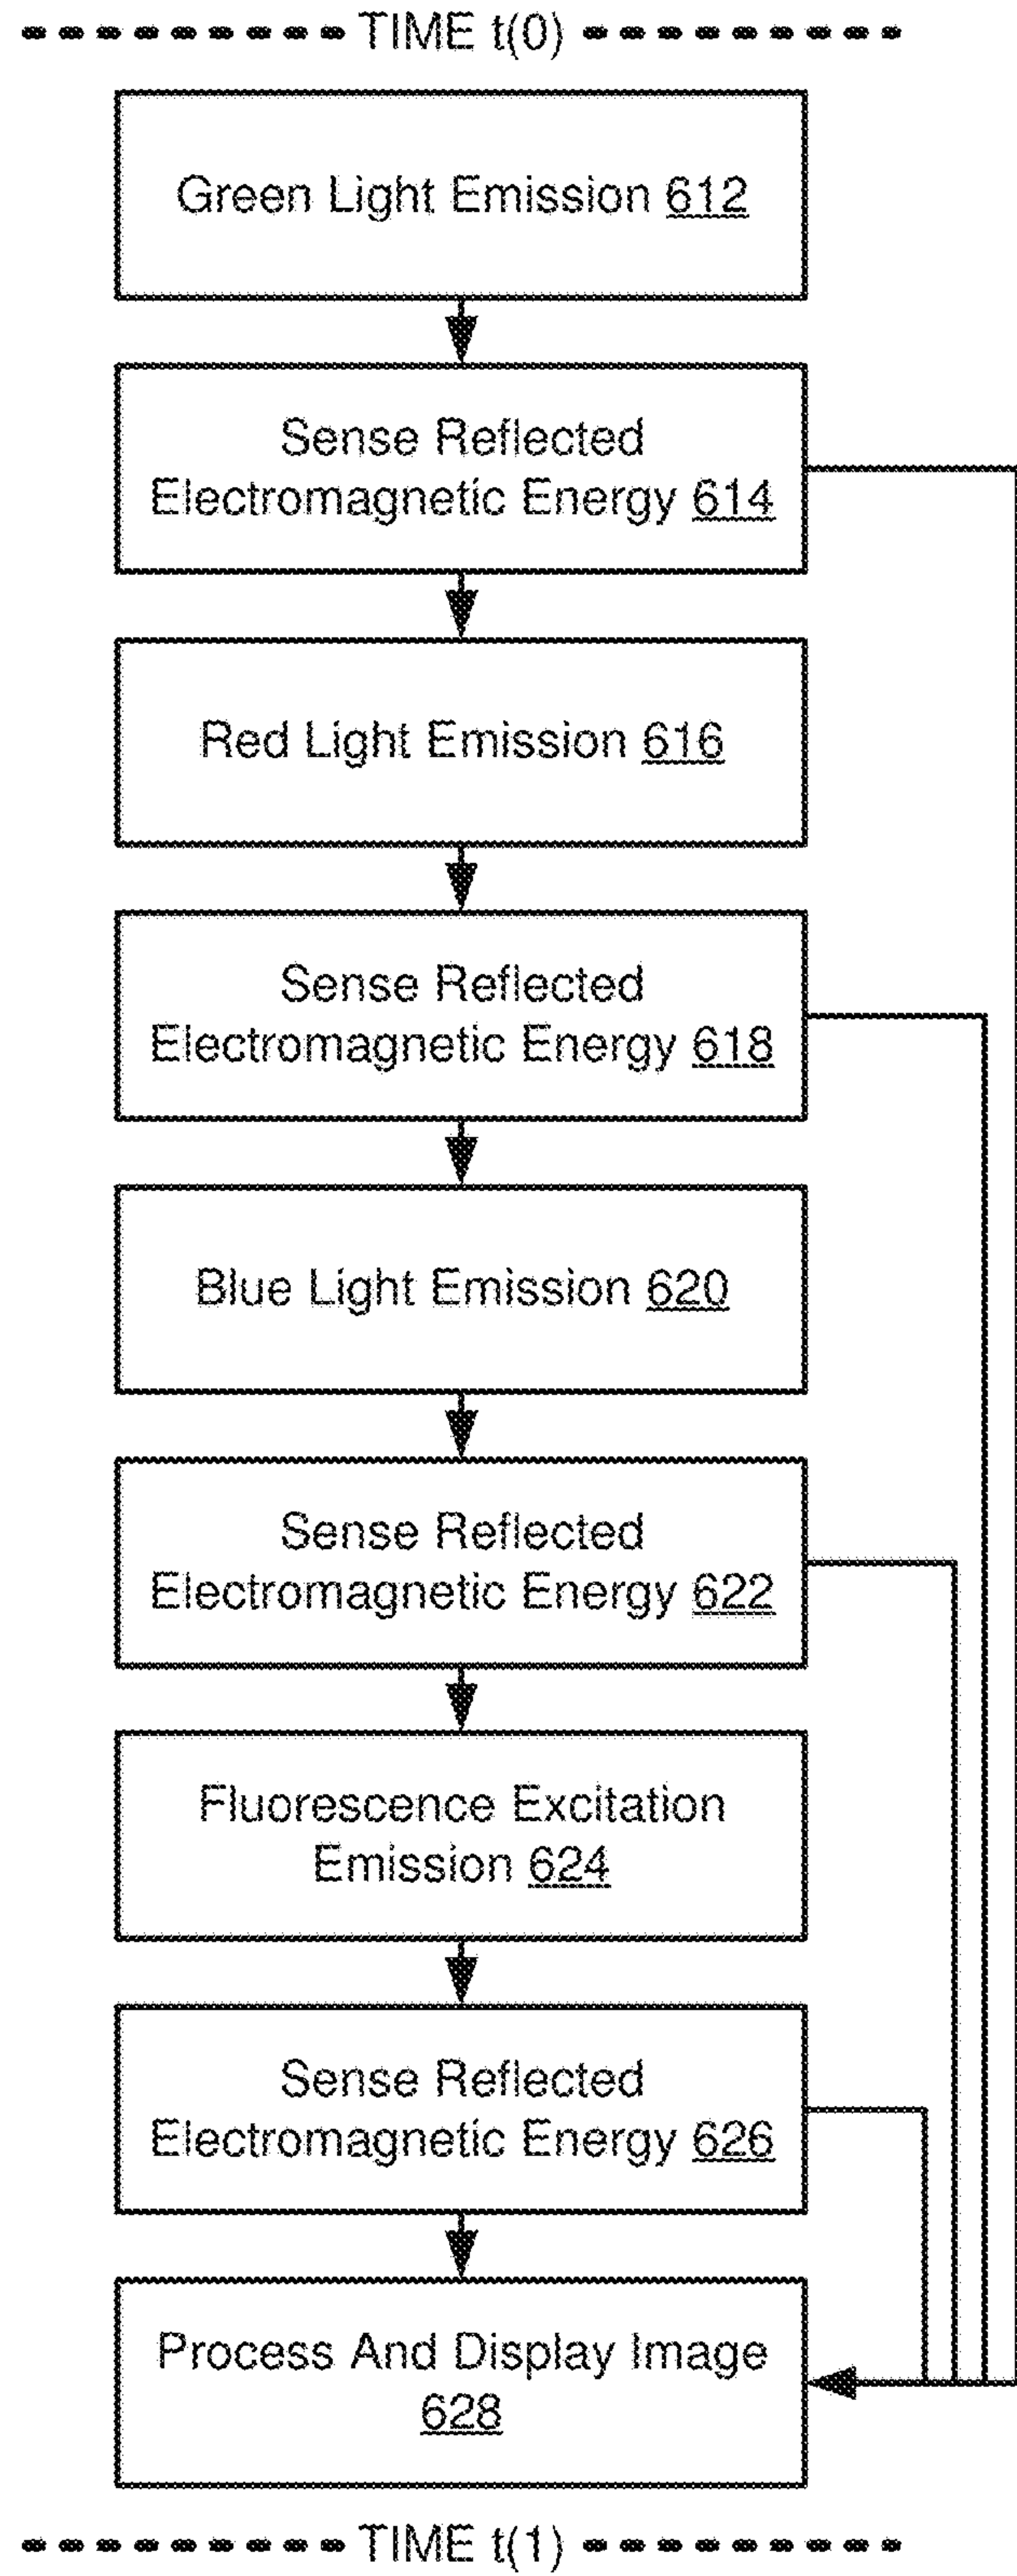 TIME t(0)
Green Light Emission 612
Sense Reflected
Electromagnetic Energy 614
Red Light Emission 616
Sense Reflected
Electromagnetic Energy 618
Blue Light Emission 620
Sense Reflected
Electromagnetic Energy 622
Fluorescence Excitation
Emission 624
Sense Reflected
Electromagnetic Energy 626
Process And Display Image
628
TIME t(1)